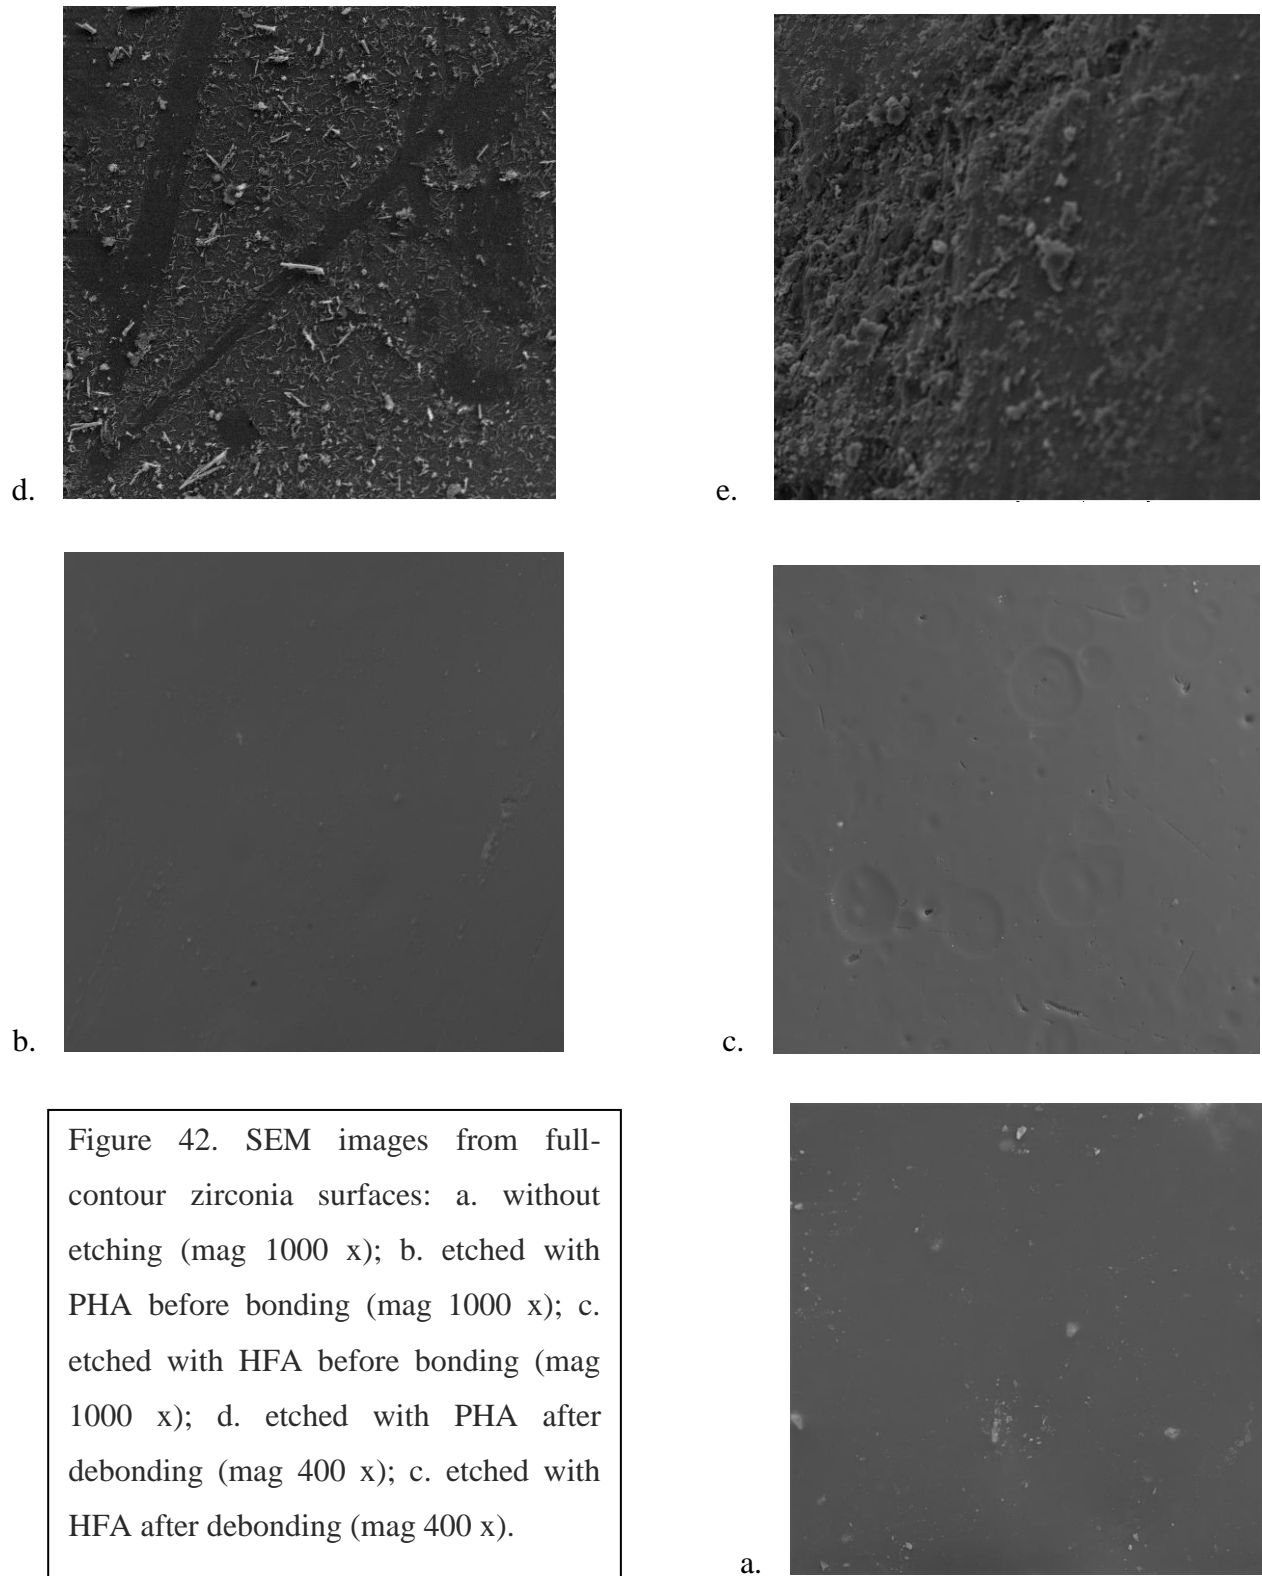 d.
e.
b.
c.
Figure 42. SEM images from full-
contour zirconia surfaces: a. without
etching (mag 1000 x); b. etched with
PHA before bonding (mag 1000 x); c.
etched with HFA before bonding (mag
1000 x); d. etched with PHA after
debonding (mag 400 x); c. etched with
HFA after debonding (mag 400 x).
a.